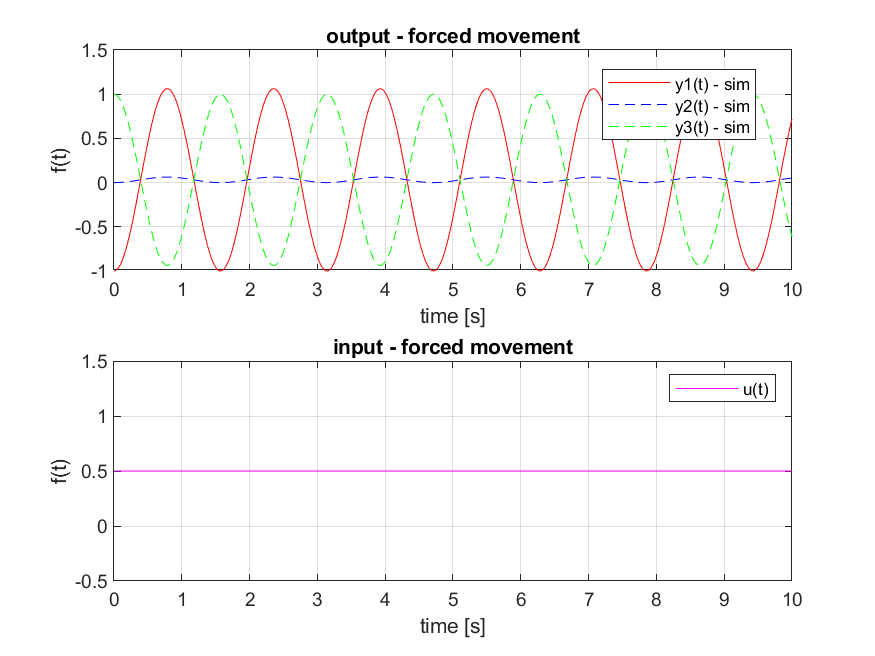 output - forced movement
1.5
1
0.5
0
-0.5
-1
f(t)
y1(t) - sim
y2(t) - sim
y3(t) - sim
0 1 2 3 4 5 6 7 8 9 10
time [s]
input - forced movement
1.5
1
0.5
0
-0.5
f(t)
u(t)
0 1 2 3 4 5 6 7 8 9 10
time [s]